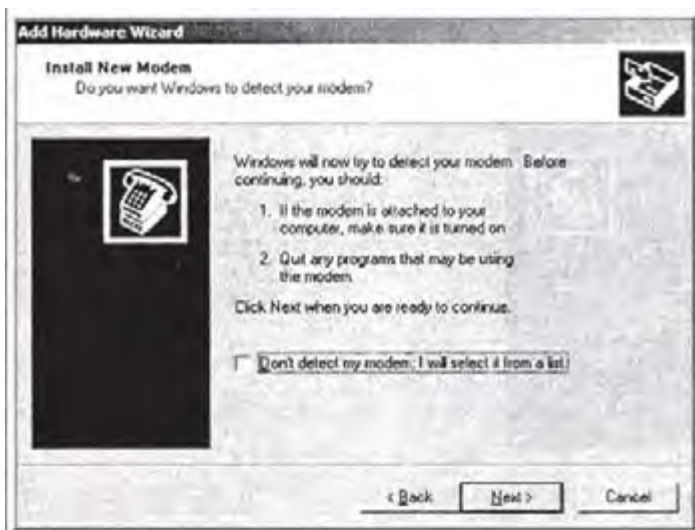 Add Hardware Wizard
Install New Modem
Do you want Windows to detect your modem?
Windows will now try to detect your modem. Before
continuing, you should:
1. If the modem is attached to your
computer, make sure it is turned on.
2. Quit any programs that may be using
the modem.
Click Next when you are ready to continue.
Don't detect my modem; I will select it from a list.
< Back
Next >
Cancel